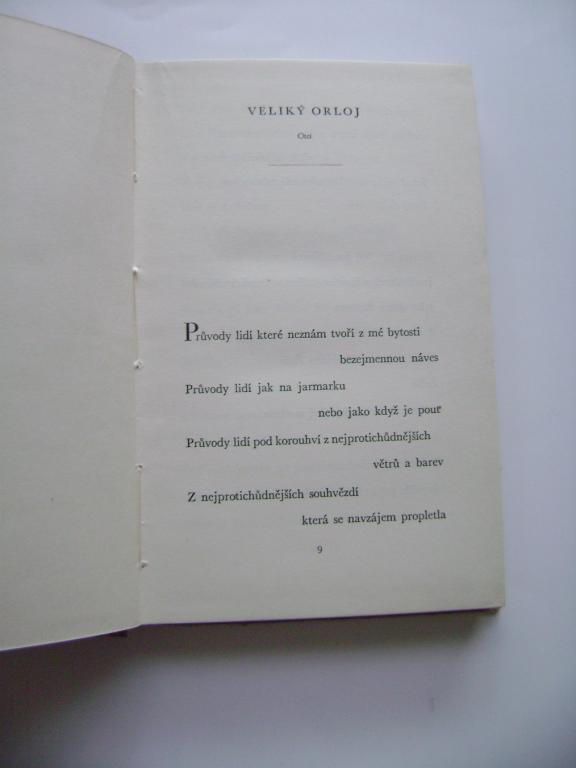 VELIKÝ ORLOJ
Otci
Průvody lidí které neznám tvoří z mé bytosti
bezejmennou náves
Průvody lidí jak na jarmarku
nebo jako když je pouť
Průvody lidí pod korouhví z nejprotichůdnějších
větrů a barev
Z nejprotichůdnějších souhvězdí
která se navzájem propletla
9